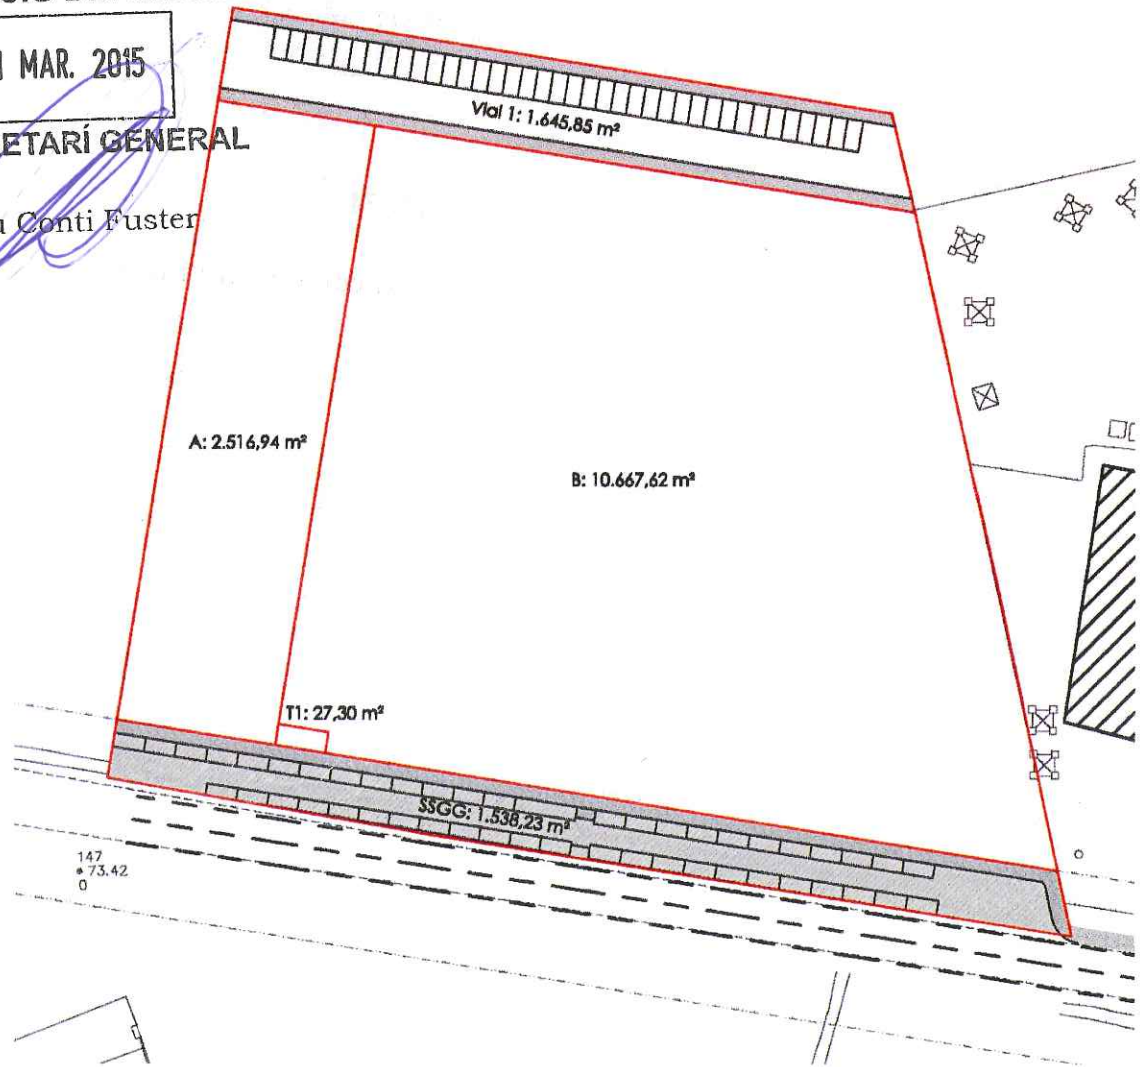 MAR. 2015
GENERAL
Conti Fuster
Vial 1: 1.645,85 m²
A: 2.516,94 m²
B: 10.667,62 m²
T1: 27,30 m²
SSGG: 1.538,23 m²
147
73.42
0